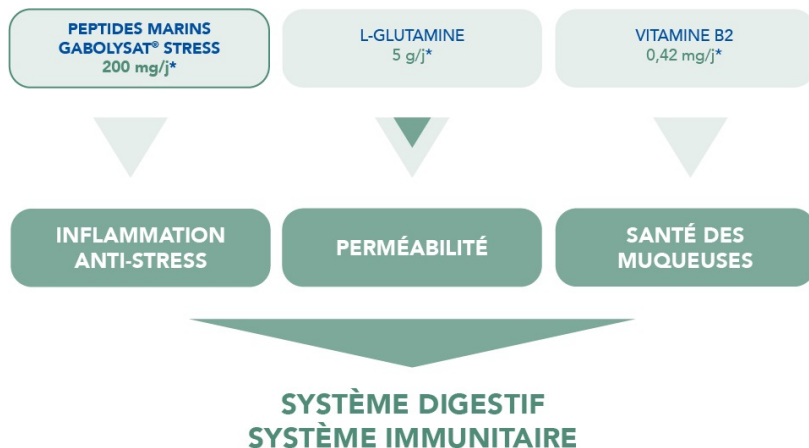 PEPTIDES MARINS
GABOLYSAT® STRESS
200 mg/j*
L-GLUTAMINE
5 g/j*
VITAMINE B2
0,42 mg/j*
INFLAMMATION
ANTI-STRESS
PERMÉABILITÉ
SANTÉ DES
MUQUEUSES
SYSTÈME DIGESTIF
SYSTÈME IMMUNITAIRE